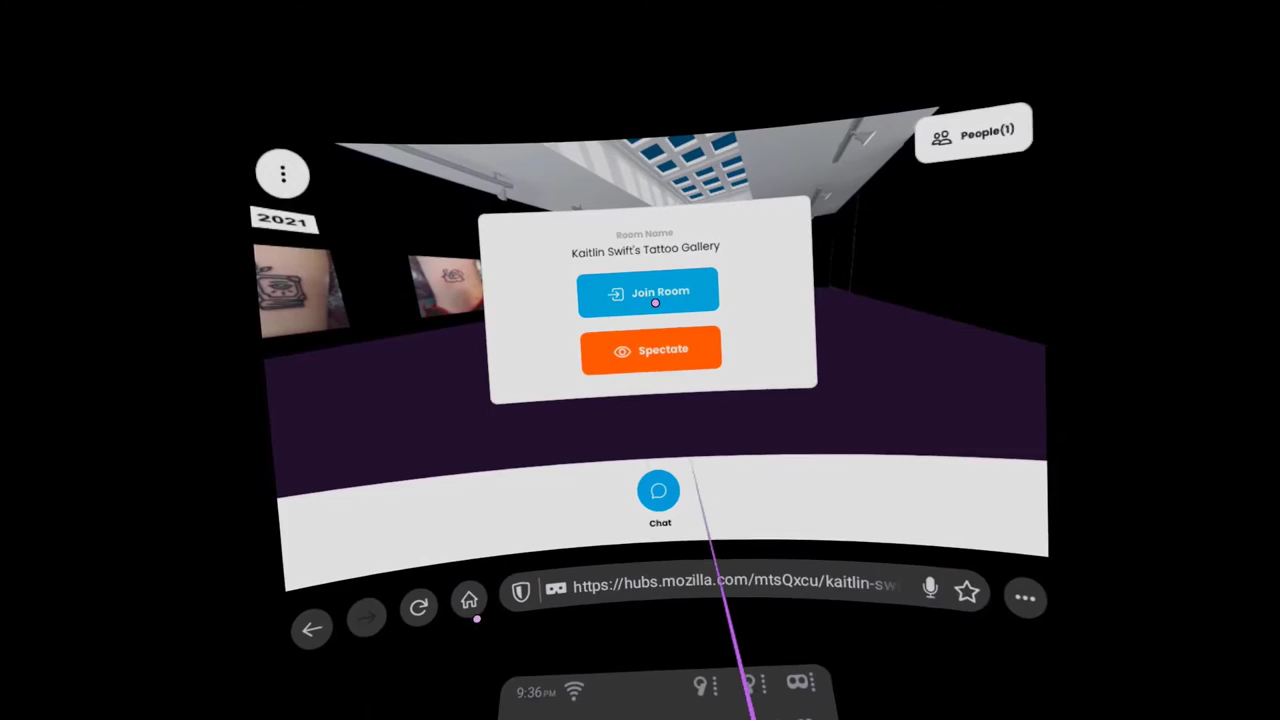 People(1)
2021
Room Name
Kaitlin Swift's Tattoo Gallery
Join Room
Spectate
Chat
https://hubs.mozilla.com/mtsQxcu/kaitlin-sw
9:36PM